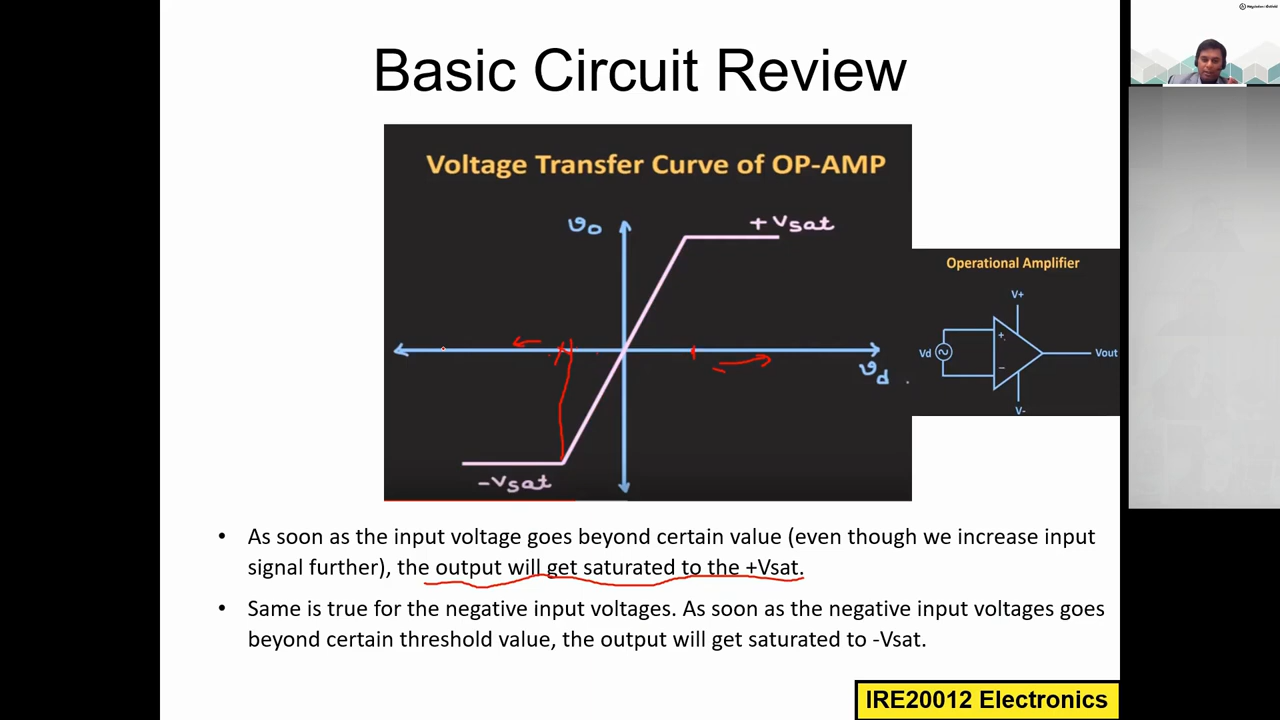 Basic Circuit Review
Voltage Transfer Curve of OP-AMP
vo
+Vsat
vd
-Vsat
Operational Amplifier
V+
Vd
+
−
Vout
V-
• As soon as the input voltage goes beyond certain value (even though we increase input
signal further), the output will get saturated to the +Vsat.
• Same is true for the negative input voltages. As soon as the negative input voltages goes
beyond certain threshold value, the output will get saturated to -Vsat.
IRE20012 Electronics